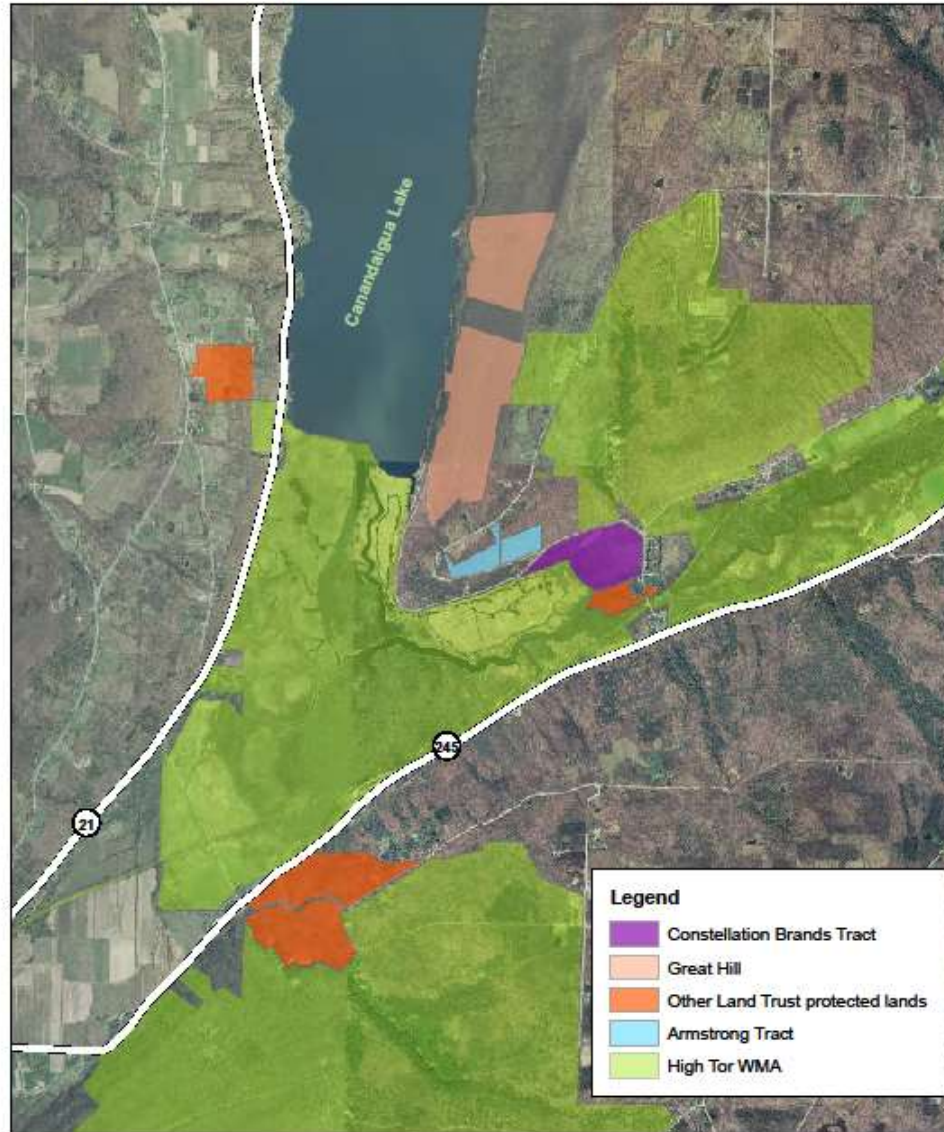 Canandaigua Lake
245
21
Legend
Constellation Brands Tract
Great Hill
Other Land Trust protected lands
Armstrong Tract
High Tor WMA